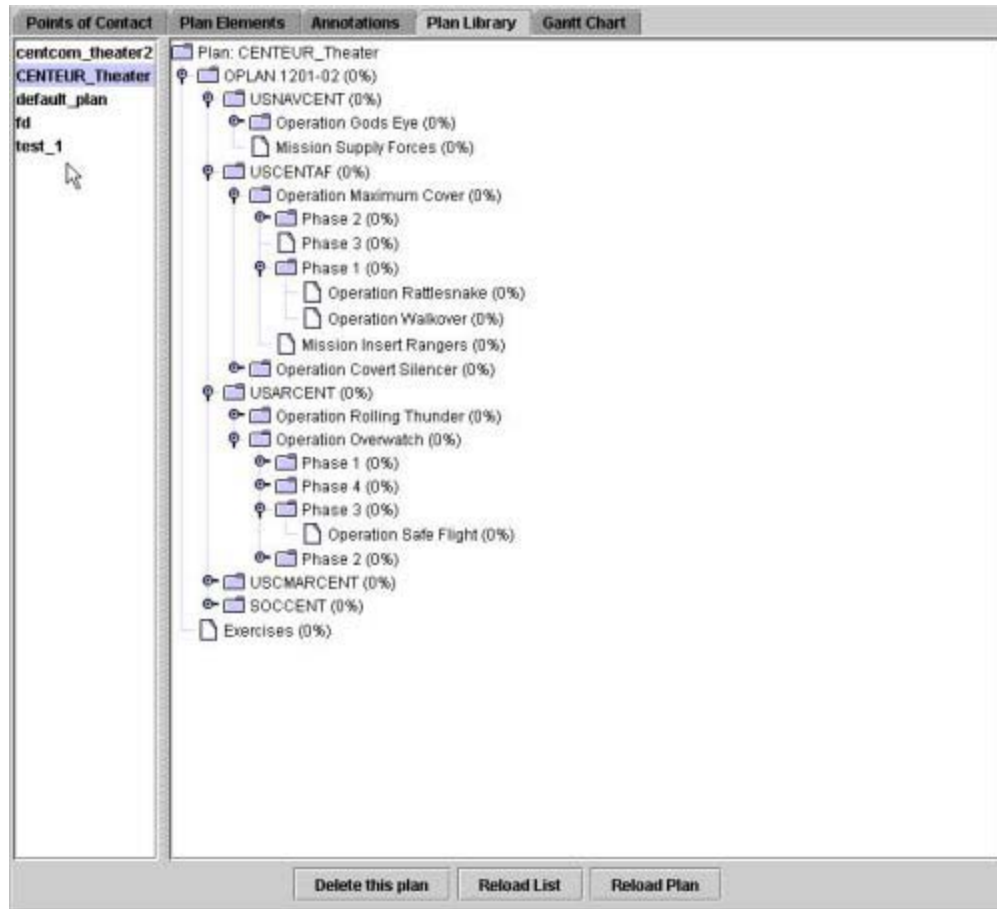 Points of Contact
Plan Elements
Annotations
Plan Library
Gantt Chart
centcom_theater2
CENTEUR_Theater
default_plan
fd
test_1
Plan: CENTEUR_Theater
OPLAN 1201-02 (0%)
USNAVCENT (0%)
Operation Gods Eye (0%)
Mission Supply Forces (0%)
USCENTAF (0%)
Operation Maximum Cover (0%)
Phase 2 (0%)
Phase 3 (0%)
Phase 1 (0%)
Operation Rattlesnake (0%)
Operation Walkover (0%)
Mission Insert Rangers (0%)
Operation Covert Silencer (0%)
USARCENT (0%)
Operation Rolling Thunder (0%)
Operation Overwatch (0%)
Phase 1 (0%)
Phase 4 (0%)
Phase 3 (0%)
Operation Safe Flight (0%)
Phase 2 (0%)
USCMARCENT (0%)
SOCCENT (0%)
Exercises (0%)
Delete this plan
Reload List
Reload Plan